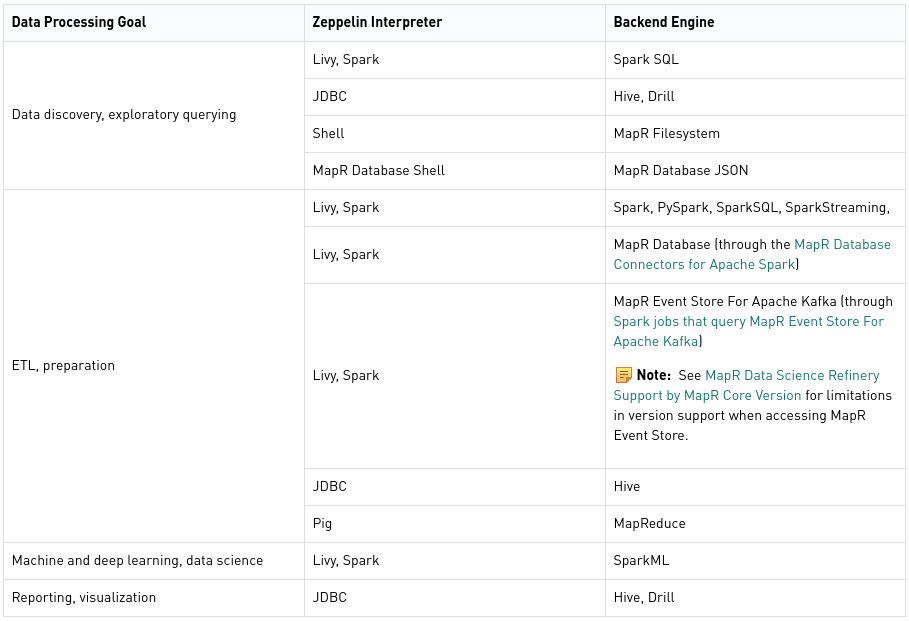 Data Processing Goal Zeppelin Interpreter Backend Engine
Data discovery, exploratory querying
Livy, Spark Spark SQL
JDBC Hive, Drill
Shell MapR Filesystem
MapR Database Shell MapR Database JSON
ETL, preparation
Livy, Spark Spark, PySpark, SparkSQL, SparkStreaming,
Livy, Spark
MapR Database (through the MapR Database
Connectors for Apache Spark)
Livy, Spark
MapR Event Store For Apache Kafka (through
Spark jobs that query MapR Event Store For
Apache Kafka)
Note: See MapR Data Science Refinery
Support by MapR Core Version for limitations
in version support when accessing MapR
Event Store.
JDBC Hive
Pig MapReduce
Machine and deep learning, data science Livy, Spark SparkML
Reporting, visualization JDBC Hive, Drill